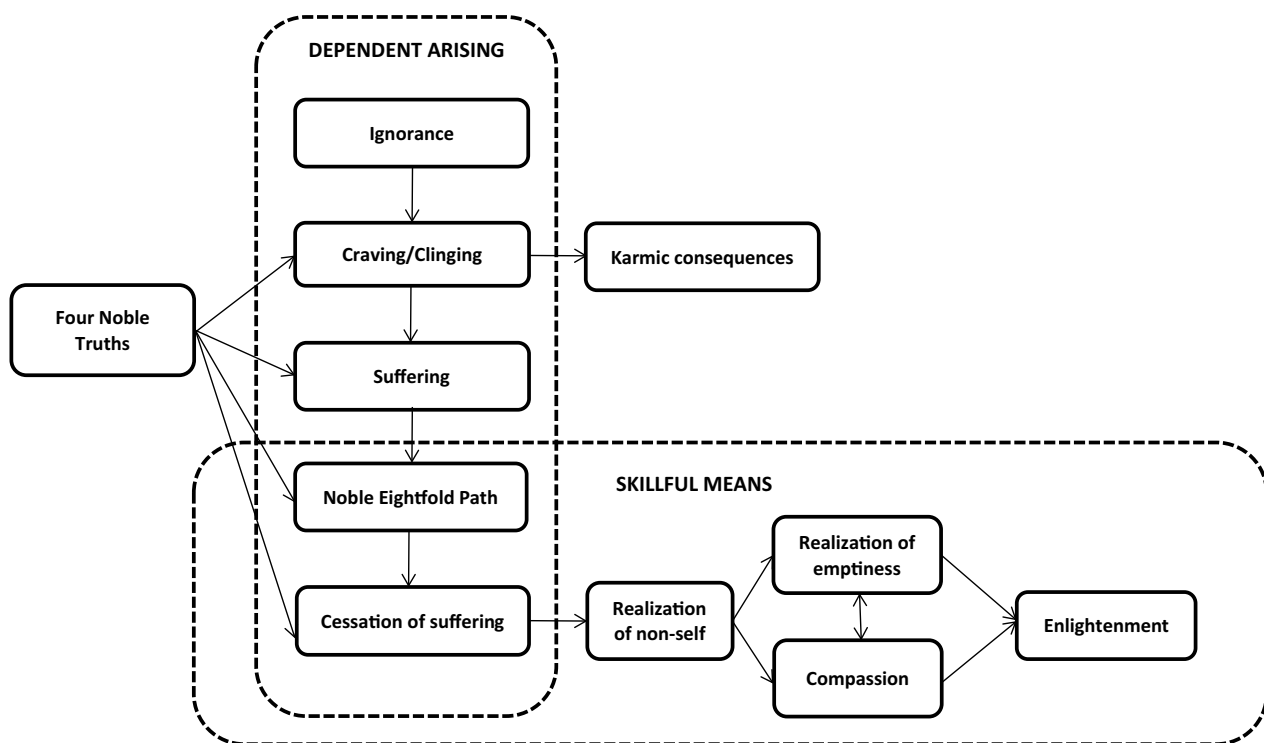 DEPENDENT ARISING
Ignorance
Craving/Clinging
Karmic consequences
Four Noble
Truths
Suffering
Noble Eightfold Path
SKILLFUL MEANS
Cessation of suffering
Realization
of non-self
Realization of
emptiness
Compassion
Enlightenment